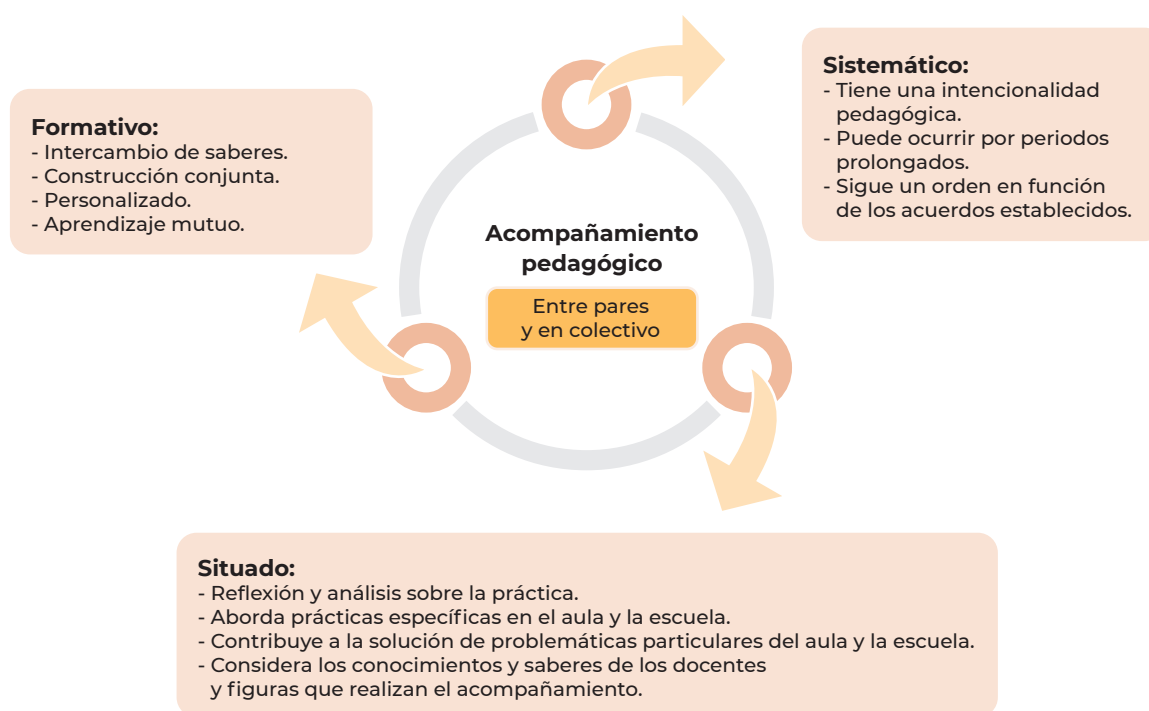 Formativo:
- Intercambio de saberes.
- Construcción conjunta.
- Personalizado.
- Aprendizaje mutuo.
Sistemático:
- Tiene una intencionalidad
pedagógica.
- Puede ocurrir por periodos
prolongados.
- Sigue un orden en función
de los acuerdos establecidos.
Acompañamiento
pedagógico
Entre pares
y en colectivo
Situado:
- Reflexión y análisis sobre la práctica.
- Aborda prácticas específicas en el aula y la escuela.
- Contribuye a la solución de problemáticas particulares del aula y la escuela.
- Considera los conocimientos y saberes de los docentes
y figuras que realizan el acompañamiento.